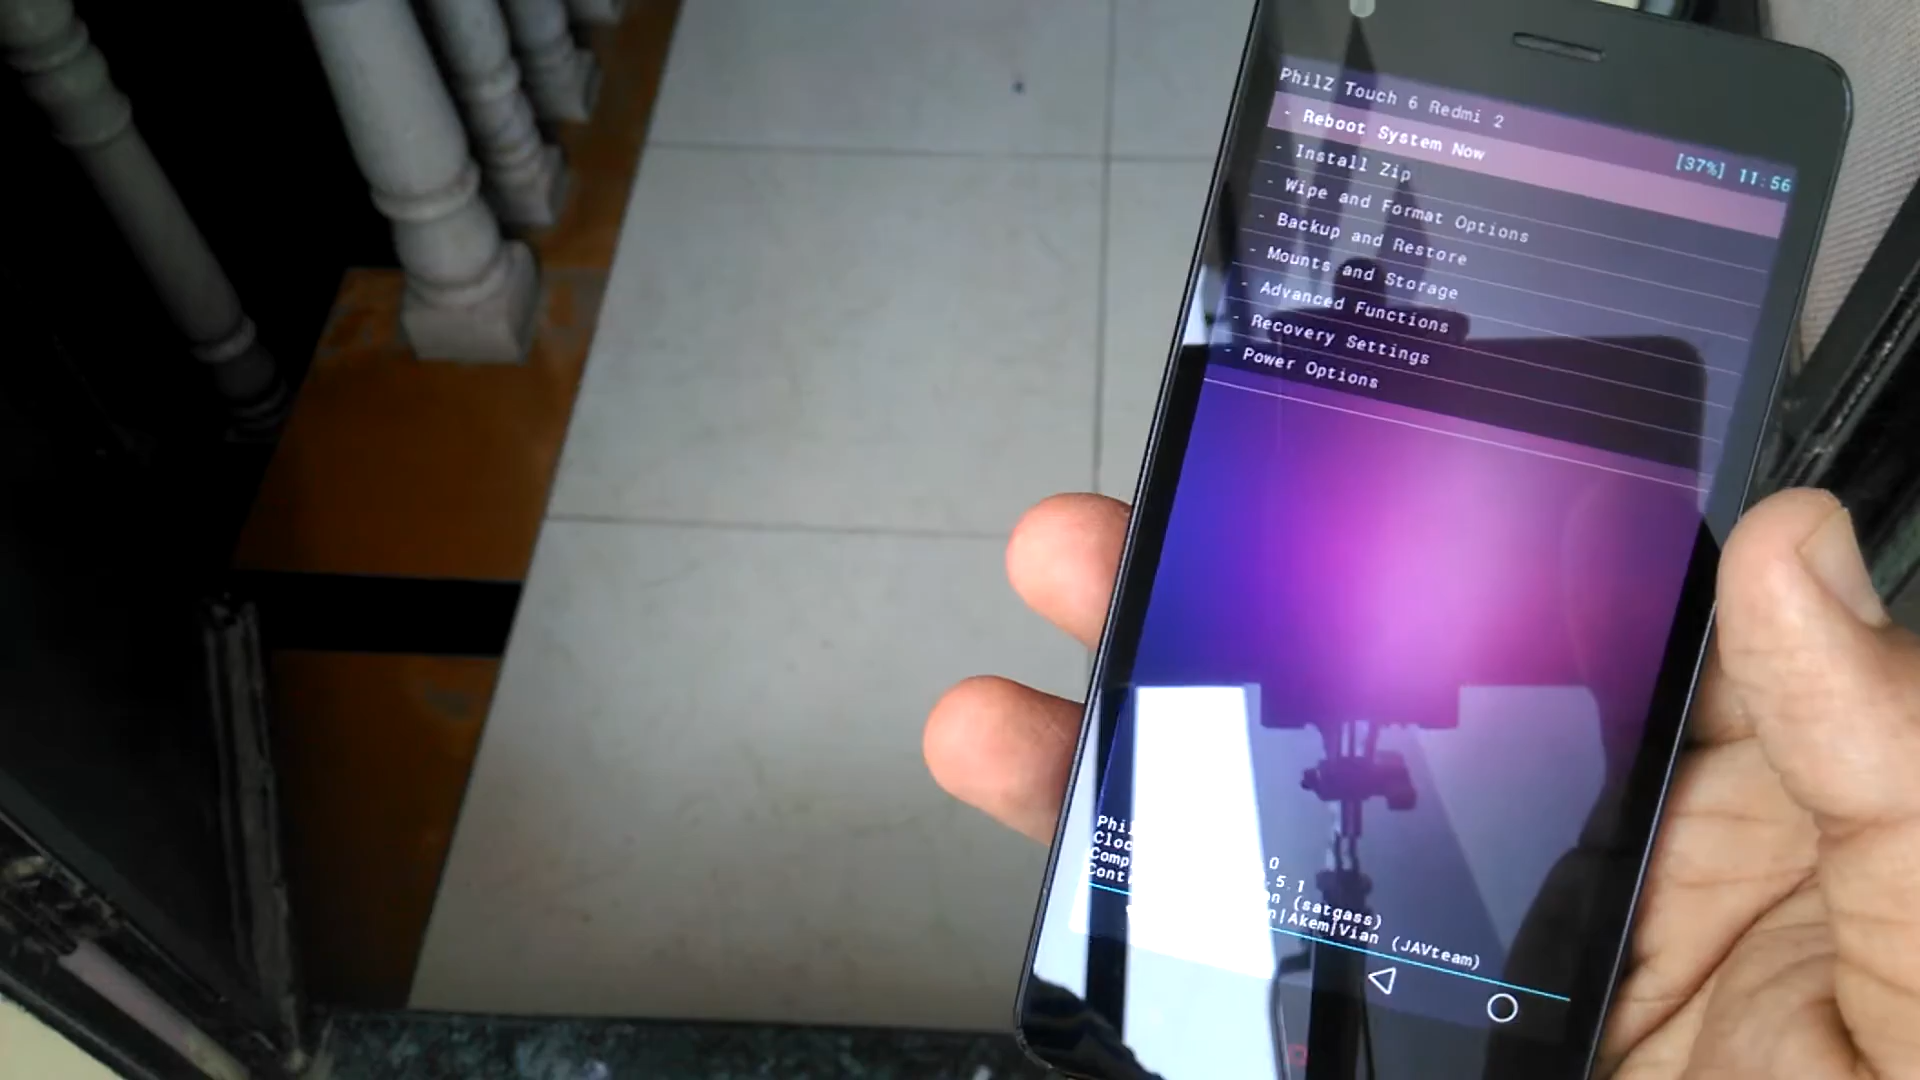 PhilZ Touch 6 Redmi 2
[37%] 11:56
- Reboot System Now
- Install Zip
- Wipe and Format Options
- Backup and Restore
- Mounts and Storage
- Advanced Functions
- Recovery Settings
- Power Options
(satgass)
|Akem|Vian (JAVteam)